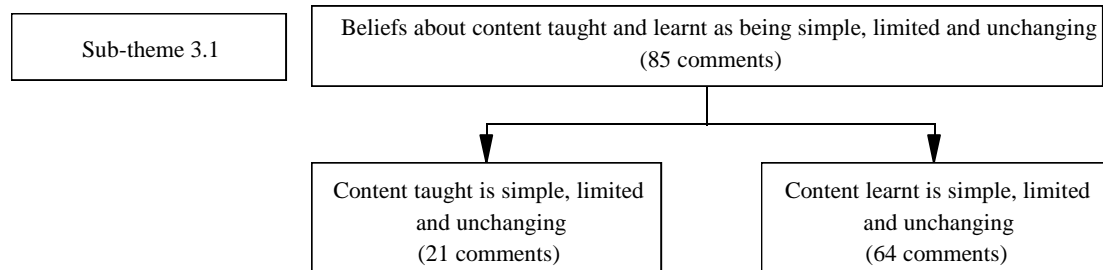 Sub-theme 3.1
Beliefs about content taught and learnt as being simple, limited and unchanging
(85 comments)
Content taught is simple, limited
and unchanging
(21 comments)
Content learnt is simple, limited
and unchanging
(64 comments)